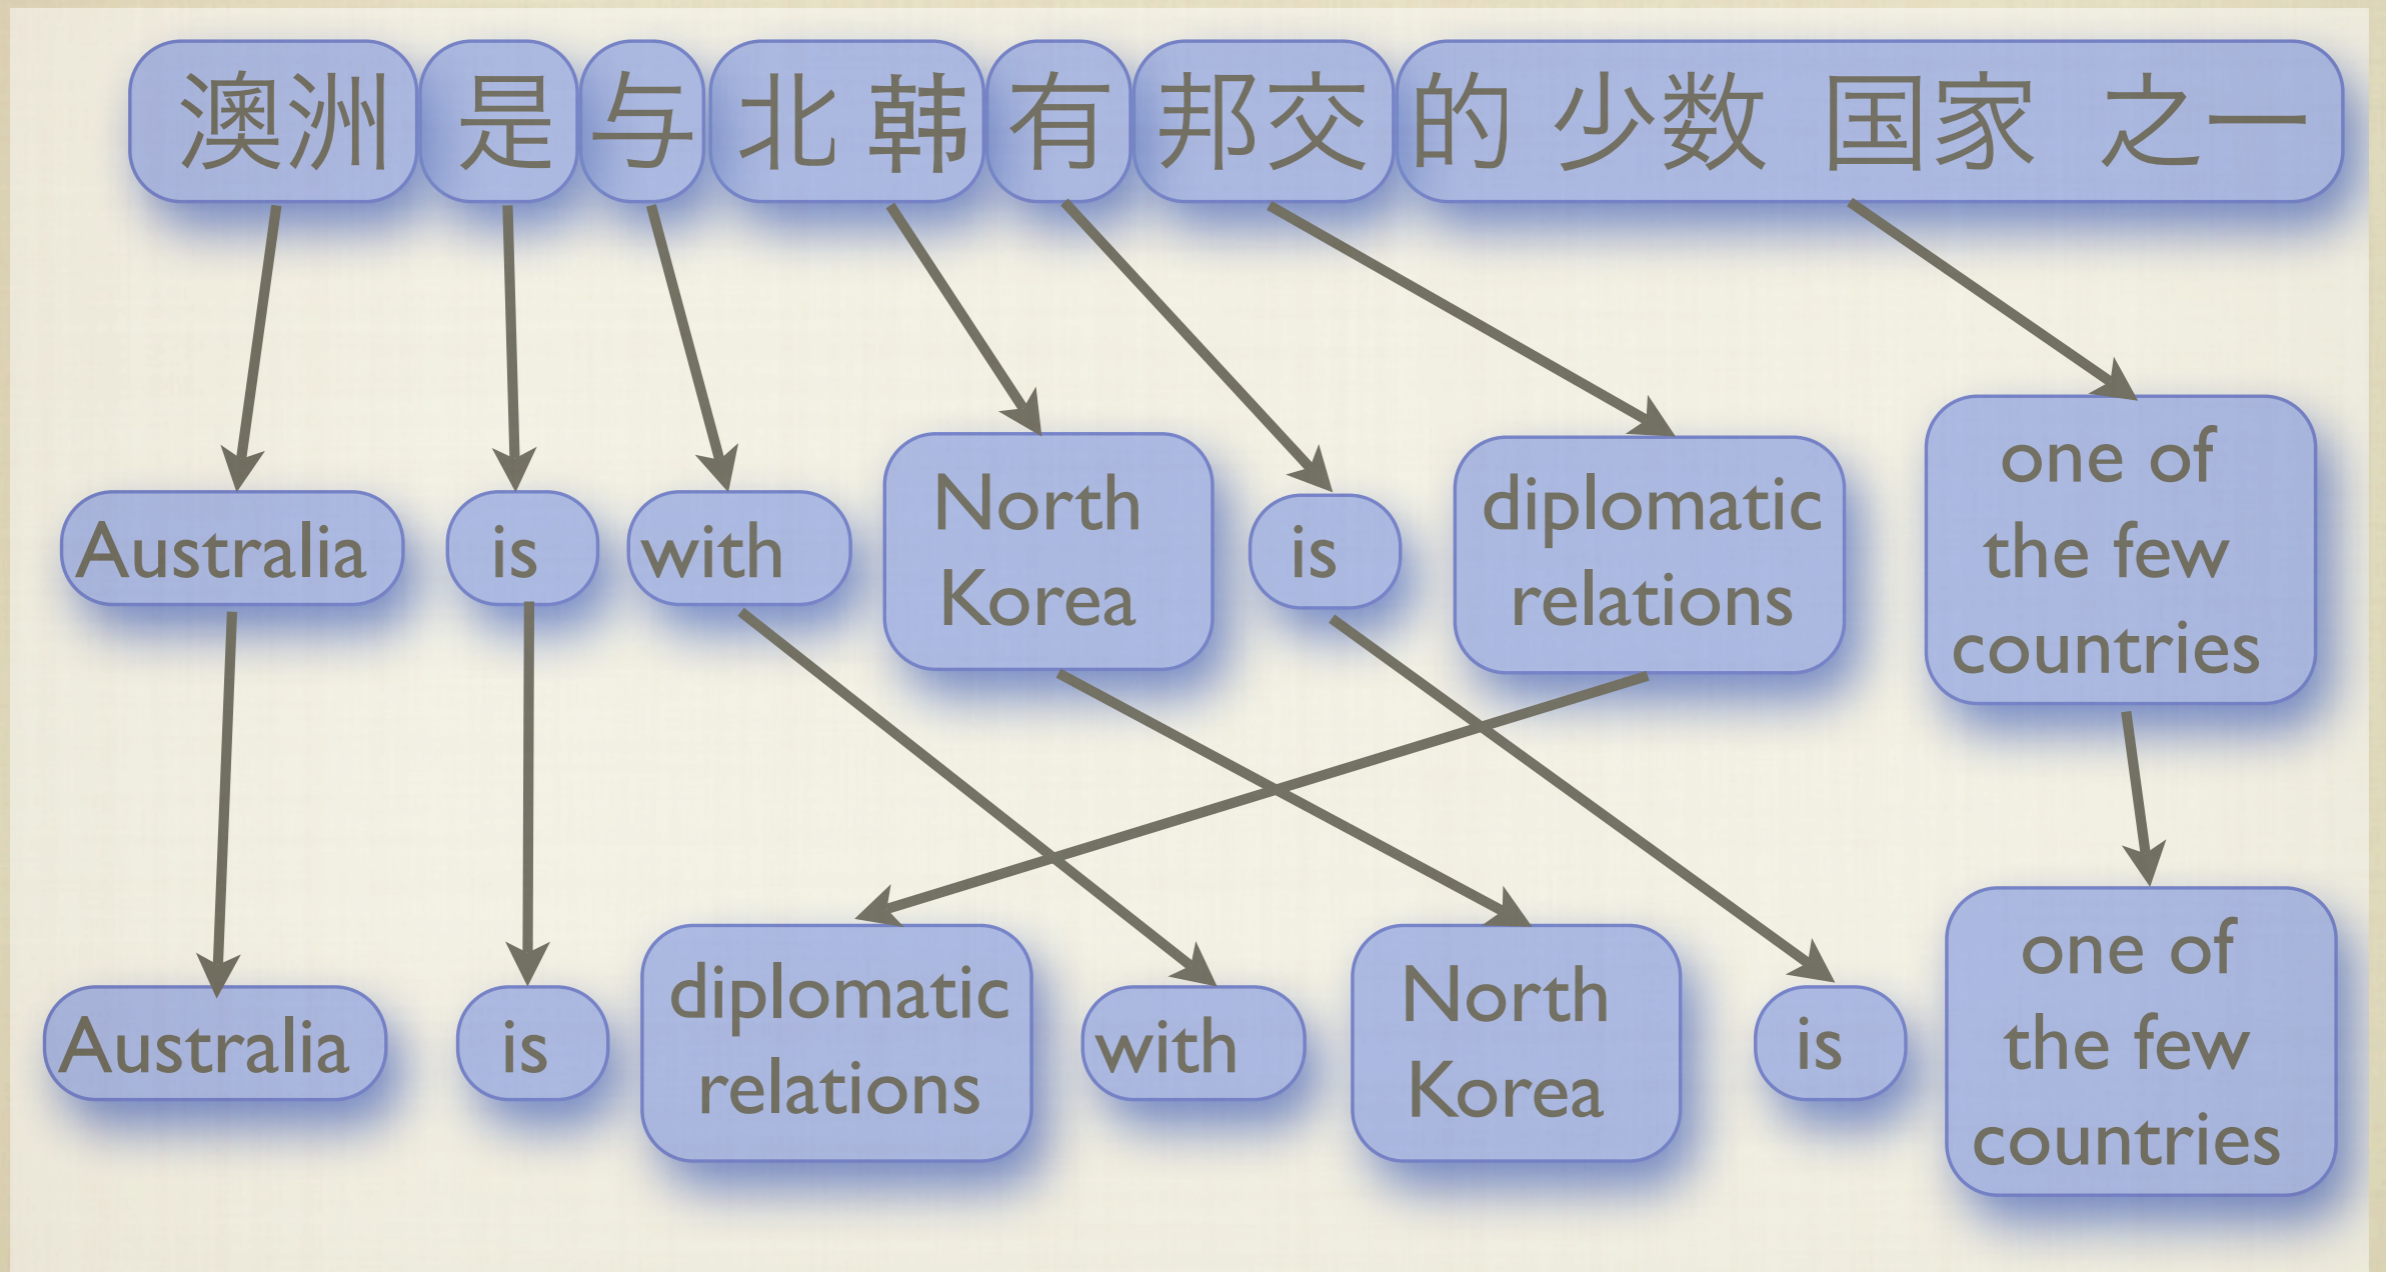 澳洲 是 与 北 韩 有 邦交 的 少数 国家 之一
Australia
is
with
North
Korea
is
diplomatic
relations
one of
the few
countries
Australia
is
diplomatic
relations
with
North
Korea
is
one of
the few
countries